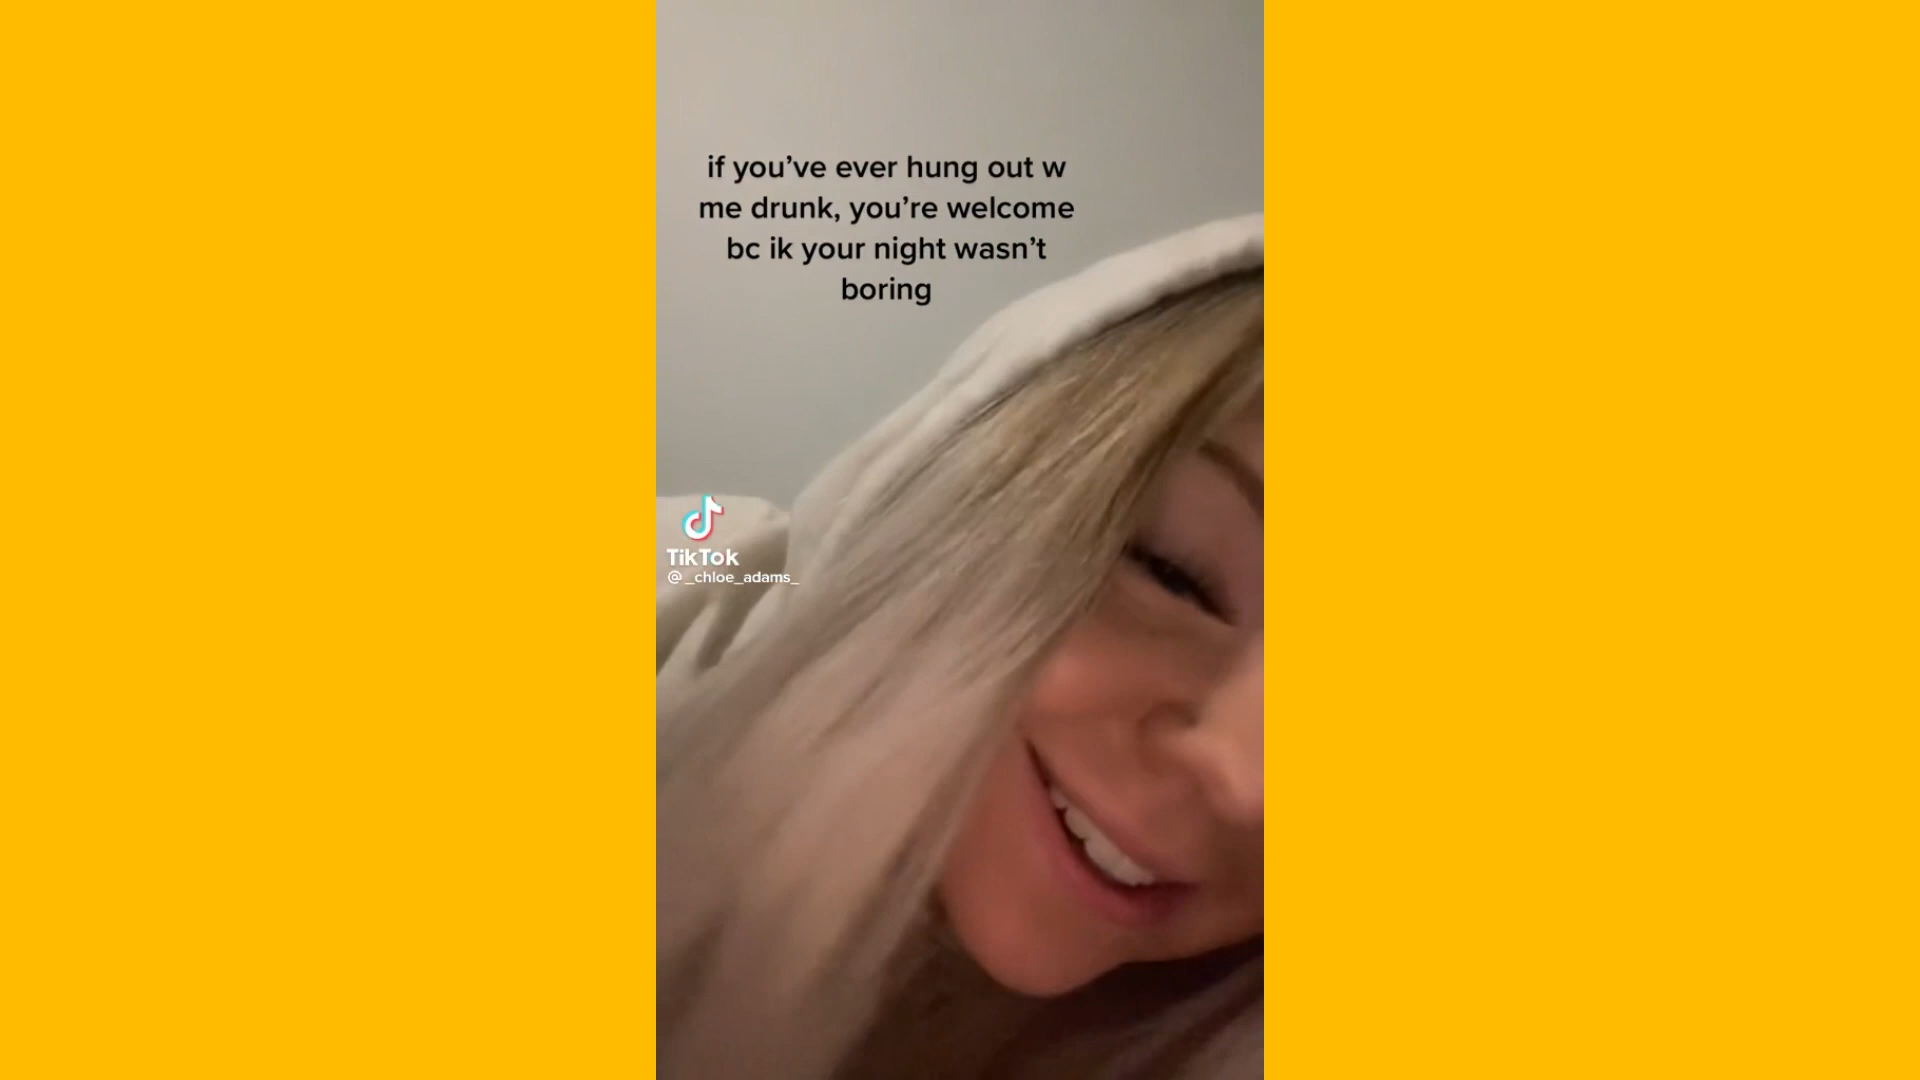 if you’ve ever hung out w
me drunk, you’re welcome
bc ik your night wasn’t
boring
TikTok
@_chloe_adams_